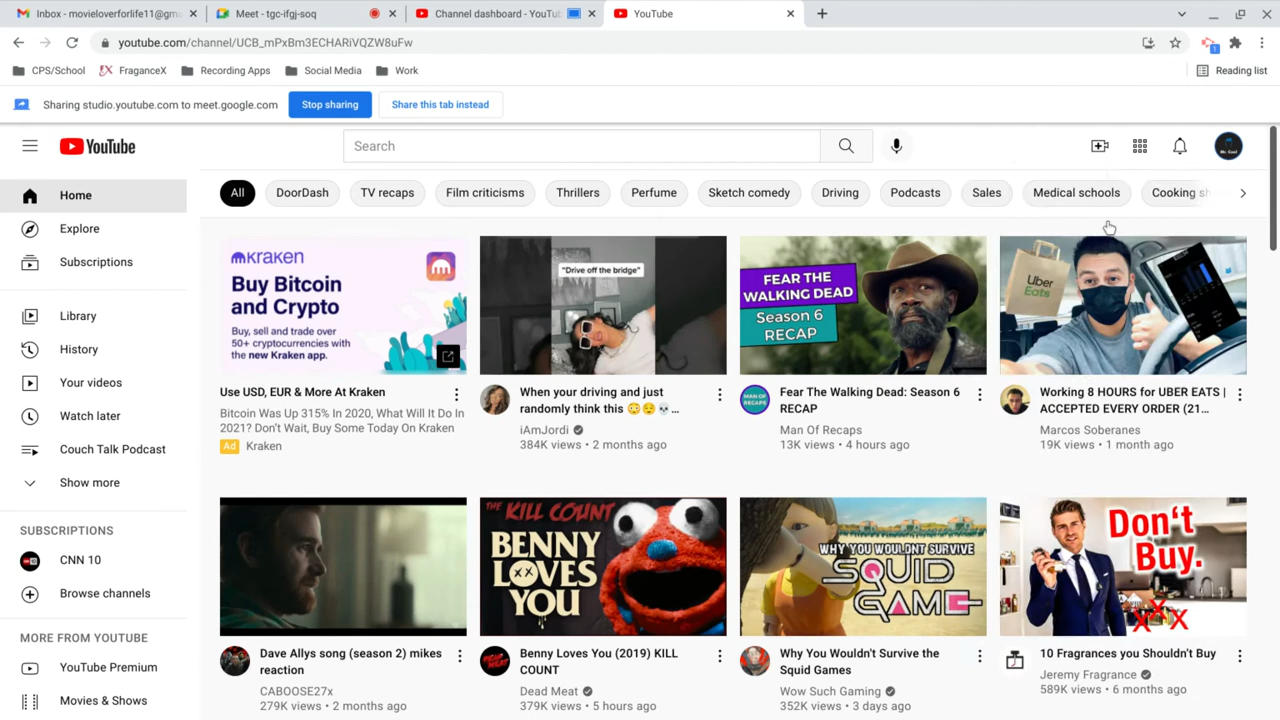 Inbox - movieloverforlife11@gma
Meet - tgc-ifgj-soq
Channel dashboard - YouTu
YouTube
youtube.com/channel/UCB_mPxBm3ECHARiVQZW8uFw
1
CPS/School
FraganceX
Recording Apps
Social Media
Work
Reading list
Sharing studio.youtube.com to meet.google.com
Stop sharing
Share this tab instead
YouTube
Search
Mr. Cool
Home
Explore
Subscriptions
Library
History
Your videos
Watch later
Couch Talk Podcast
Show more
SUBSCRIPTIONS
CNN 10
Browse channels
MORE FROM YOUTUBE
YouTube Premium
Movies & Shows
All
DoorDash
TV recaps
Film criticisms
Thrillers
Perfume
Sketch comedy
Driving
Podcasts
Sales
Medical schools
Cooking sh
kraken
Buy Bitcoin
and Crypto
Buy, sell and trade over
50+ cryptocurrencies with
the new Kraken app.
Use USD, EUR & More At Kraken
Bitcoin Was Up 315% In 2020, What Will It Do In
2021? Don't Wait, Buy Some Today On Kraken
Ad Kraken
"Drive off the bridge"
When your driving and just
randomly think this 😳😌💀...
iAmJordi
384K views • 2 months ago
FEAR THE
WALKING DEAD
Season 6
RECAP
MAN OF
RECAPS
Fear The Walking Dead: Season 6
RECAP
Man Of Recaps
13K views • 4 hours ago
Uber
Eats
Working 8 HOURS for UBER EATS |
ACCEPTED EVERY ORDER (21...
Marcos Soberanes
19K views • 1 month ago
Dave Allys song (season 2) mikes
reaction
CABOOSE27x
279K views • 2 months ago
THE KILL COUNT
BENNY
LOVES
YOU
DEAD MEAT
Benny Loves You (2019) KILL
COUNT
Dead Meat
379K views • 5 hours ago
WHY YOU WOULDNT SURVIVE
SQUID
GAME
Why You Wouldn't Survive the
Squid Games
Wow Such Gaming
352K views • 3 days ago
Don't
Buy.
XXX
10 Fragrances you Shouldn't Buy
Jeremy Fragrance
589K views • 6 months ago